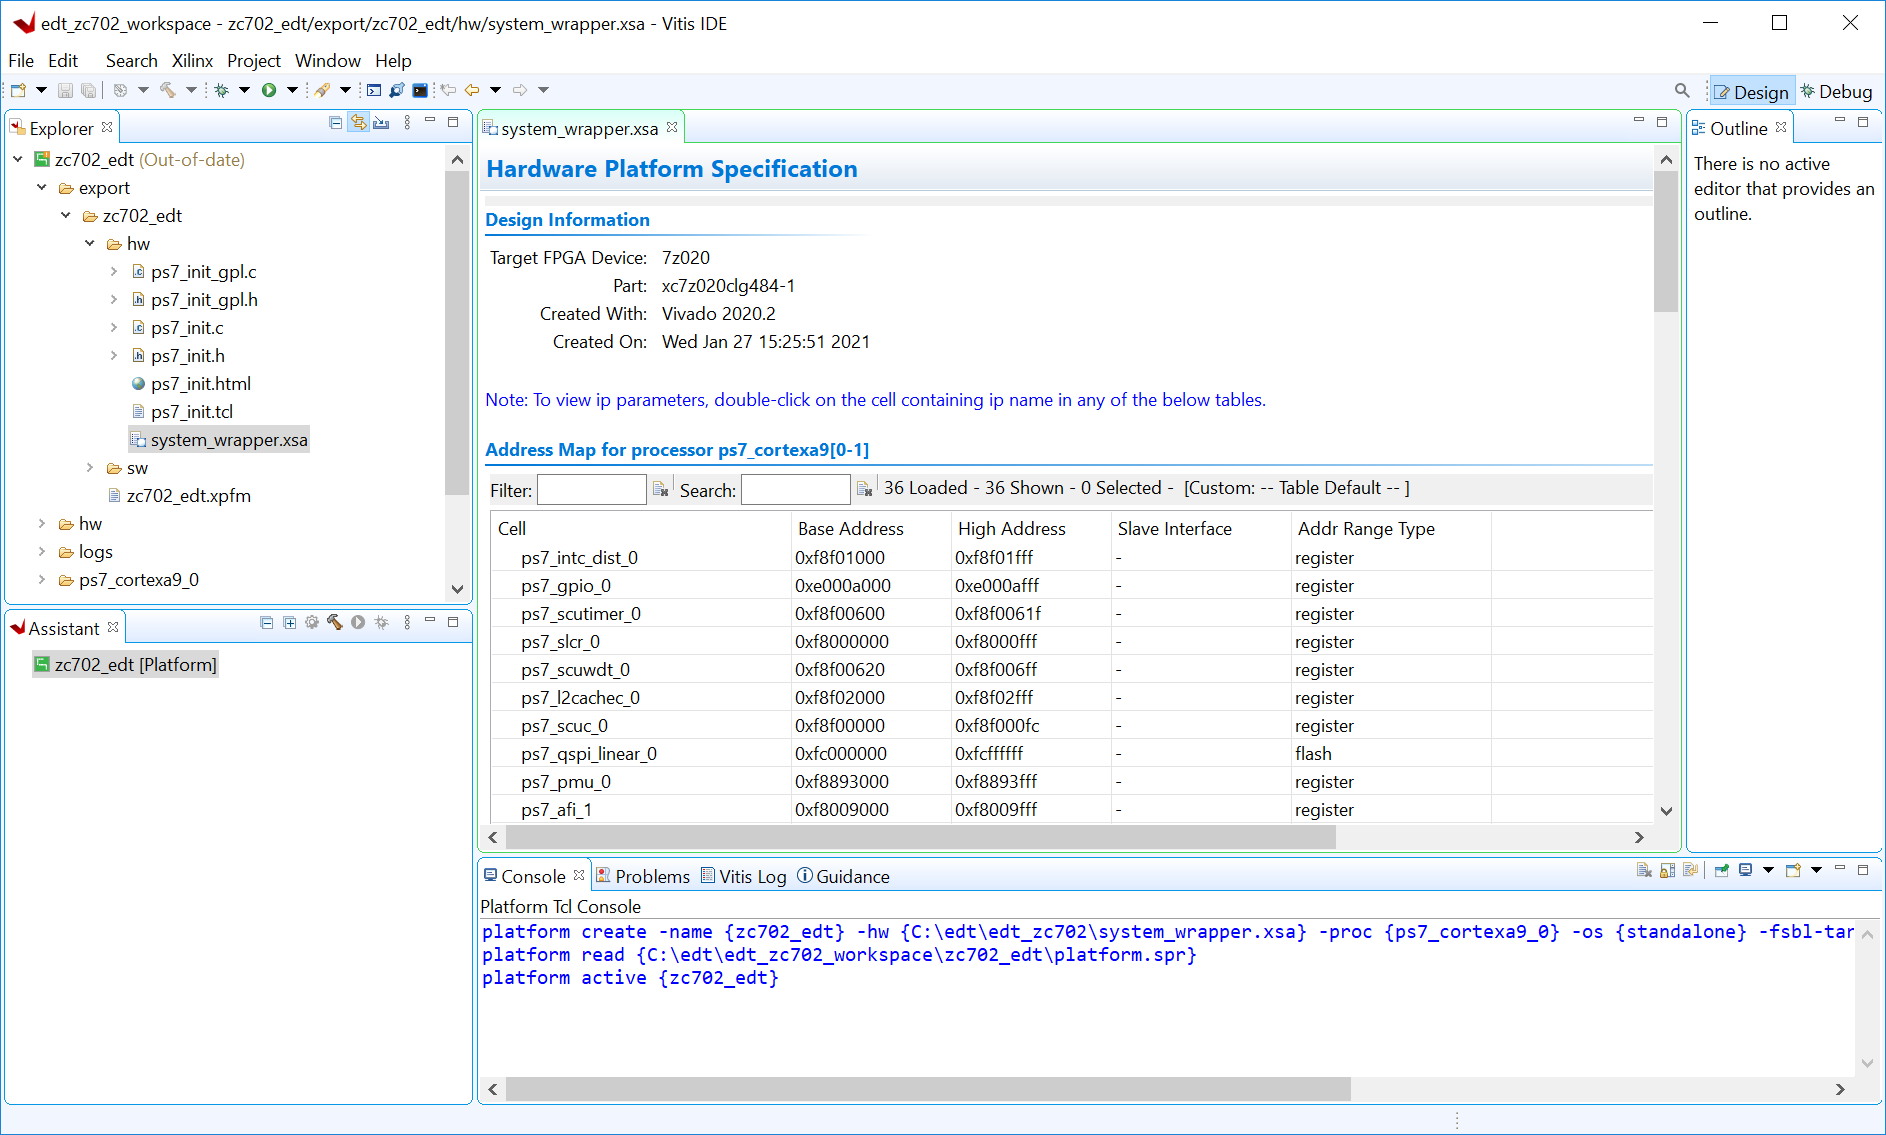 edt_zc702_workspace - zc702_edt/export/zc702_edt/hw/system_wrapper.xsa - Vitis IDE
File Edit Search Xilinx Project Window Help
Design Debug
Explorer
zc702_edt (Out-of-date)
export
zc702_edt
hw
ps7_init_gpl.c
ps7_init_gpl.h
ps7_init.c
ps7_init.h
ps7_init.html
ps7_init.tcl
system_wrapper.xsa
sw
zc702_edt.xpfm
hw
logs
ps7_cortexa9_0
Assistant
zc702_edt [Platform]
system_wrapper.xsa
Hardware Platform Specification
Design Information
Target FPGA Device: 7z020
Part: xc7z020clg484-1
Created With: Vivado 2020.2
Created On: Wed Jan 27 15:25:51 2021
Note: To view ip parameters, double-click on the cell containing ip name in any of the below tables.
Address Map for processor ps7_cortexa9[0-1]
Filter: Search: 36 Loaded - 36 Shown - 0 Selected - [Custom: -- Table Default -- ]
Cell Base Address High Address Slave Interface Addr Range Type
ps7_intc_dist_0 0xf8f01000 0xf8f01fff - register
ps7_gpio_0 0xe000a000 0xe000afff - register
ps7_scutimer_0 0xf8f00600 0xf8f0061f - register
ps7_slcr_0 0xf8000000 0xf8000fff - register
ps7_scuwdt_0 0xf8f00620 0xf8f006ff - register
ps7_l2cachec_0 0xf8f02000 0xf8f02fff - register
ps7_scuc_0 0xf8f00000 0xf8f000fc - register
ps7_qspi_linear_0 0xfc000000 0xfcffffff - flash
ps7_pmu_0 0xf8893000 0xf8893fff - register
ps7_afi_1 0xf8009000 0xf8009fff - register
Outline
There is no active
editor that provides an
outline.
Console Problems Vitis Log Guidance
Platform Tcl Console
platform create -name {zc702_edt} -hw {C:\edt\edt_zc702\system_wrapper.xsa} -proc {ps7_cortexa9_0} -os {standalone} -fsbl-tar
platform read {C:\edt\edt_zc702_workspace\zc702_edt\platform.spr}
platform active {zc702_edt}